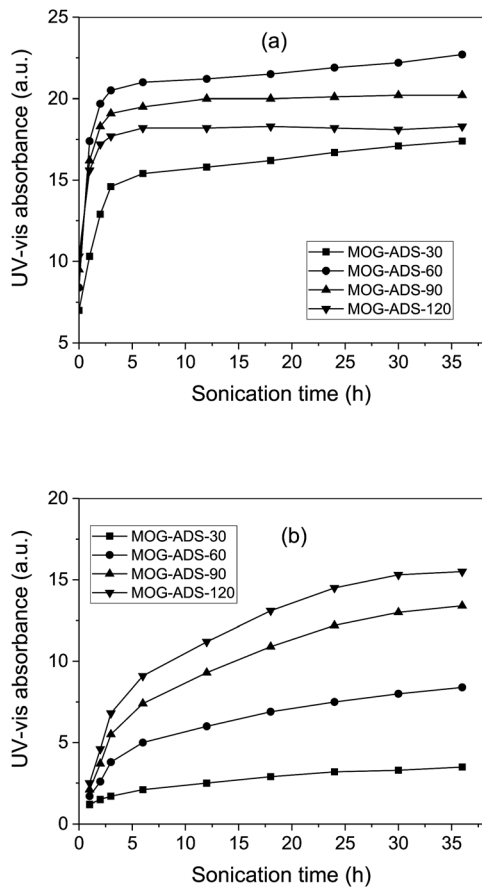 (a)
25
20
15
10
5
UV-vis absorbance (a.u.)
MOG-ADS-30
MOG-ADS-60
MOG-ADS-90
MOG-ADS-120
0 5 10 15 20 25 30 35
Sonication time (h)
(b)
20
15
10
5
0
UV-vis absorbance (a.u.)
MOG-ADS-30
MOG-ADS-60
MOG-ADS-90
MOG-ADS-120
0 5 10 15 20 25 30 35
Sonication time (h)